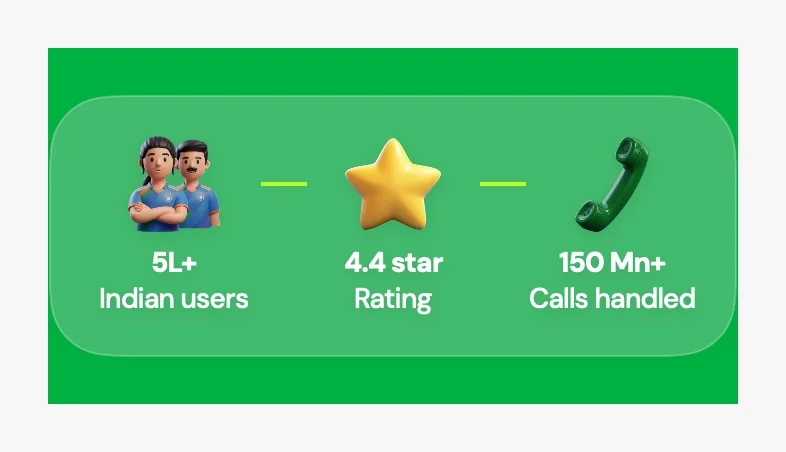 5L+
Indian users
4.4 star
Rating
150 Mn+
Calls handled